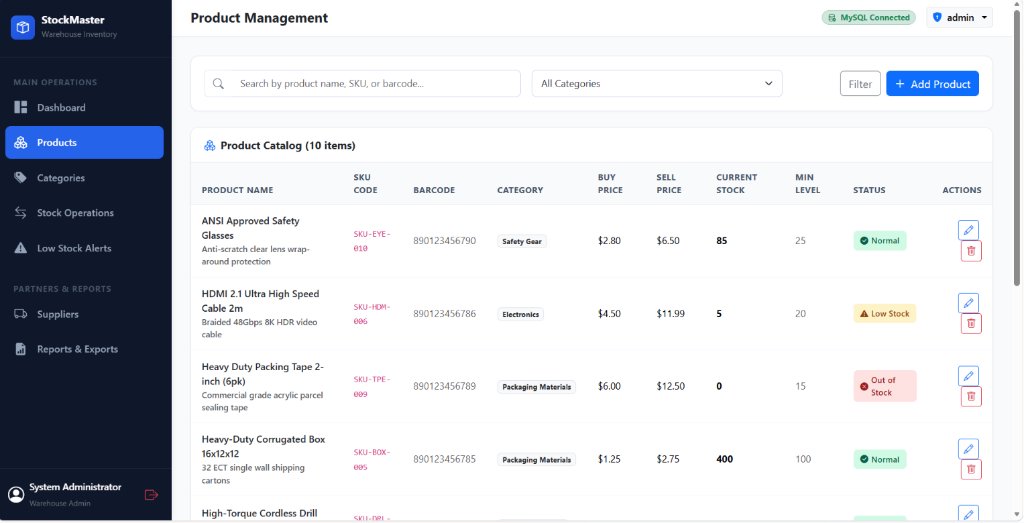 StockMaster
Warehouse Inventory
MAIN OPERATIONS
Dashboard
Products
Categories
Stock Operations
Low Stock Alerts
PARTNERS & REPORTS
Suppliers
Reports & Exports
System Administrator
Warehouse Admin
Product Management
MySQL Connected
admin
Search by product name, SKU, or barcode...
All Categories
Filter
+ Add Product
Product Catalog (10 items)
PRODUCT NAME SKU CODE BARCODE CATEGORY BUY PRICE SELL PRICE CURRENT STOCK MIN LEVEL STATUS ACTIONS
ANSI Approved Safety
Glasses
Anti-scratch clear lens wrap-
around protection
SKU-EYE-
010
890123456790 Safety Gear $2.80 $6.50 85 25 Normal
HDMI 2.1 Ultra High Speed
Cable 2m
Braided 48Gbps 8K HDR video
cable
SKU-HDM-
006
890123456786 Electronics $4.50 $11.99 5 20 Low Stock
Heavy Duty Packing Tape 2-
inch (6pk)
Commercial grade acrylic parcel
sealing tape
SKU-TPE-
009
890123456789 Packaging Materials $6.00 $12.50 0 15 Out of
Stock
Heavy-Duty Corrugated Box
16x12x12
32 ECT single wall shipping
cartons
SKU-BOX-
005
890123456785 Packaging Materials $1.25 $2.75 400 100 Normal
High-Torque Cordless Drill
SKU-DRL-